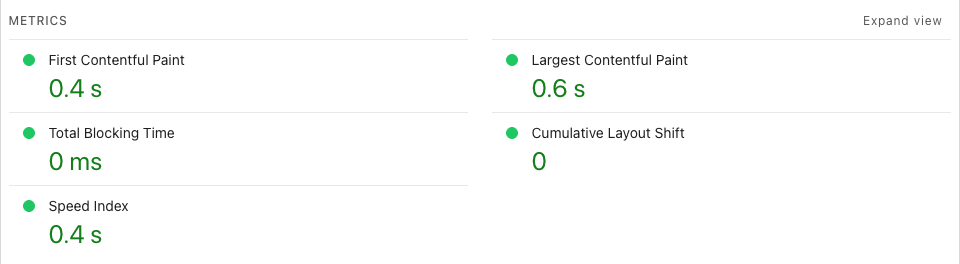 METRICS
Expand view
First Contentful Paint
0.4 s
Largest Contentful Paint
0.6 s
Total Blocking Time
0 ms
Cumulative Layout Shift
0
Speed Index
0.4 s